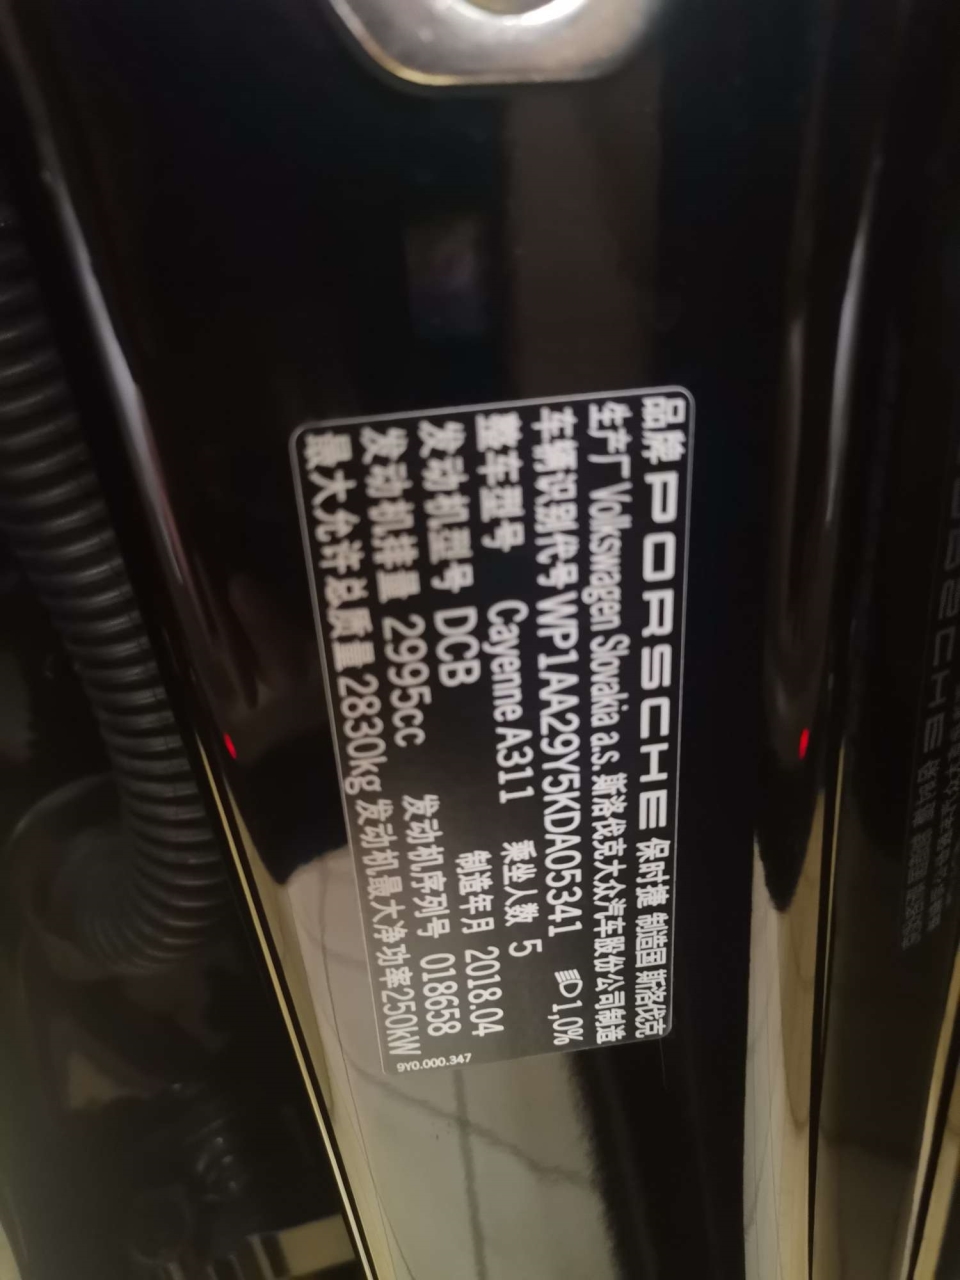 品牌 PORSCHE 保时捷 制造国 斯洛伐克
生产厂 Volkswagen Slovakia a.s. 斯洛伐克大众汽车股份公司制造
车辆识别代号 WP1AA29Y5KDA05341 1,0%
整车型号 Cayenne A311 乘坐人数 5
发动机型号 DCB 制造年月 2018.04
发动机排量 2995cc 发动机序列号 018658
最大允许总质量 2830kg 发动机最大净功率250kW
9Y0.000.347